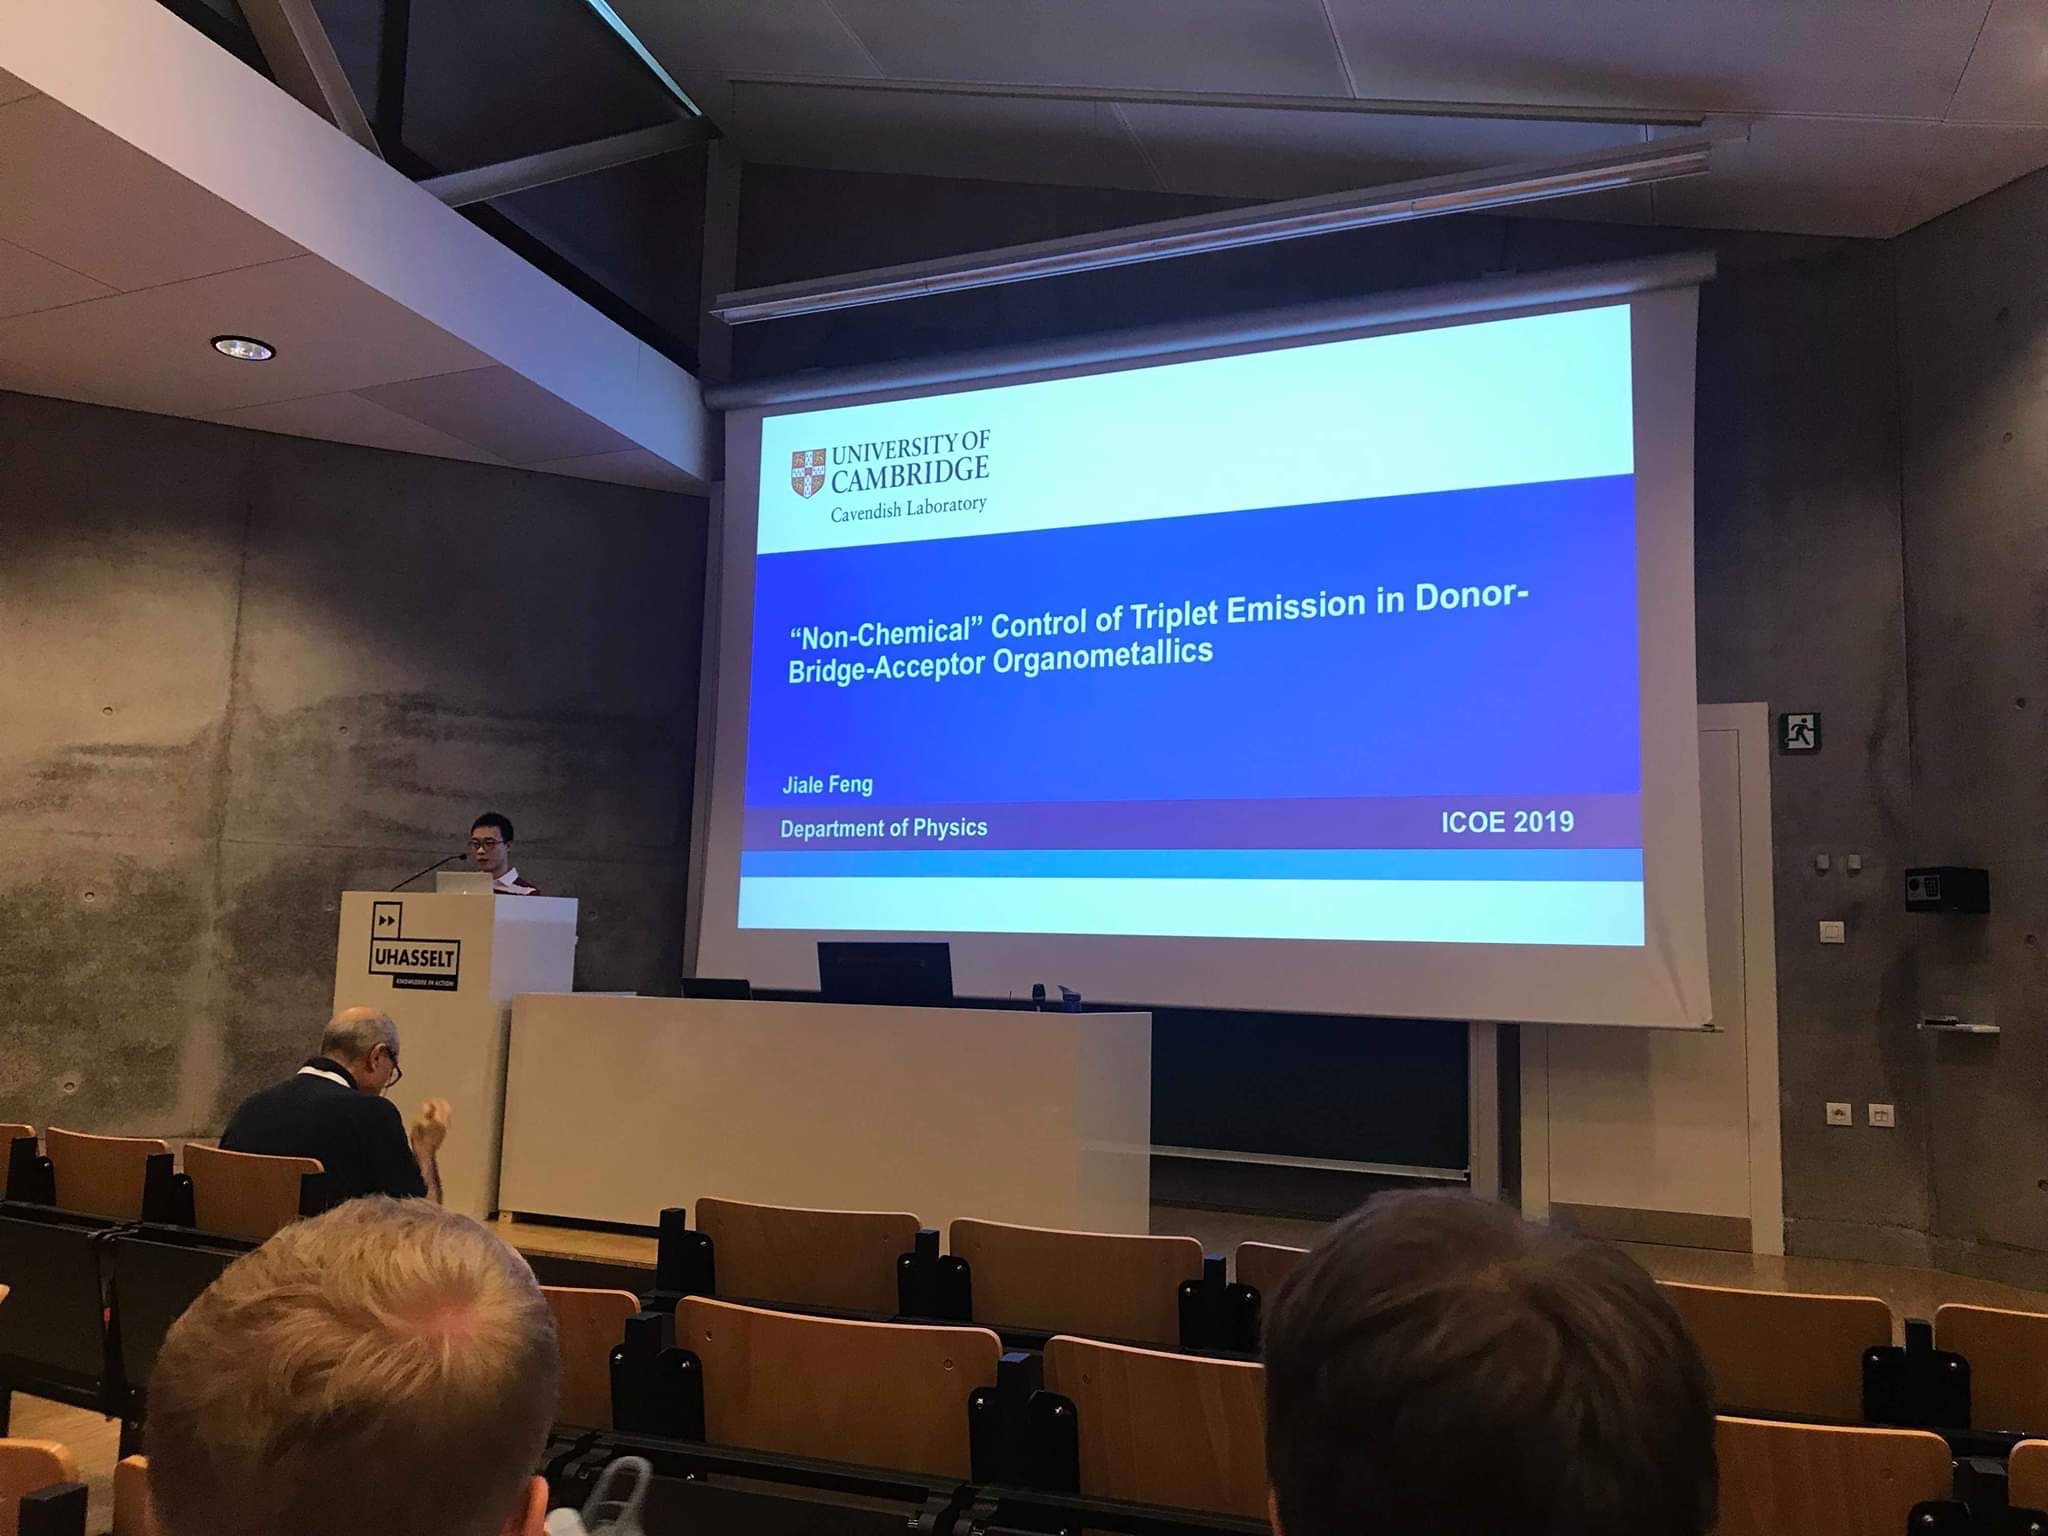 UNIVERSITY OF
CAMBRIDGE
Cavendish Laboratory
“Non-Chemical” Control of Triplet Emission in Donor-
Bridge-Acceptor Organometallics
Jiale Feng
Department of Physics
ICOE 2019
UHASSELT
KNOWLEDGE IN ACTION